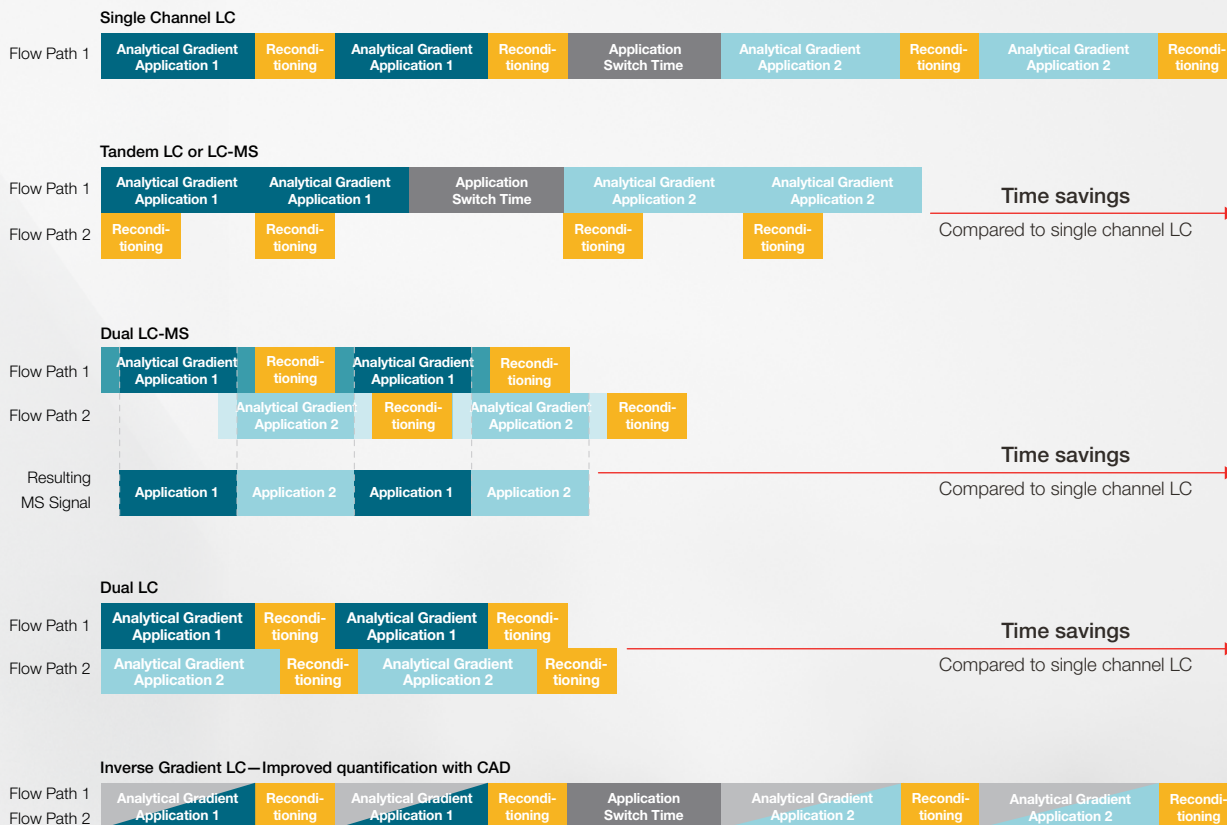 Single Channel LC
Flow Path 1
Analytical Gradient
Application 1
Recondi-
tioning
Analytical Gradient
Application 1
Recondi-
tioning
Application
Switch Time
Analytical Gradient
Application 2
Recondi-
tioning
Analytical Gradient
Application 2
Recondi-
tioning
Tandem LC or LC-MS
Flow Path 1
Analytical Gradient
Application 1
Analytical Gradient
Application 1
Application
Switch Time
Analytical Gradient
Application 2
Analytical Gradient
Application 2
Flow Path 2
Recondi-
tioning
Recondi-
tioning
Recondi-
tioning
Recondi-
tioning
Time savings
Compared to single channel LC
Dual LC-MS
Flow Path 1
Analytical Gradient
Application 1
Recondi-
tioning
Analytical Gradient
Application 1
Recondi-
tioning
Flow Path 2
Analytical Gradient
Application 2
Recondi-
tioning
Analytical Gradient
Application 2
Recondi-
tioning
Resulting
MS Signal
Application 1
Application 2
Application 1
Application 2
Time savings
Compared to single channel LC
Dual LC
Flow Path 1
Analytical Gradient
Application 1
Recondi-
tioning
Analytical Gradient
Application 1
Recondi-
tioning
Flow Path 2
Analytical Gradient
Application 2
Recondi-
tioning
Analytical Gradient
Application 2
Recondi-
tioning
Time savings
Compared to single channel LC
Inverse Gradient LC—Improved quantification with CAD
Flow Path 1
Flow Path 2
Analytical Gradient
Application 1
Recondi-
tioning
Analytical Gradient
Application 1
Recondi-
tioning
Application
Switch Time
Analytical Gradient
Application 2
Recondi-
tioning
Analytical Gradient
Application 2
Recondi-
tioning